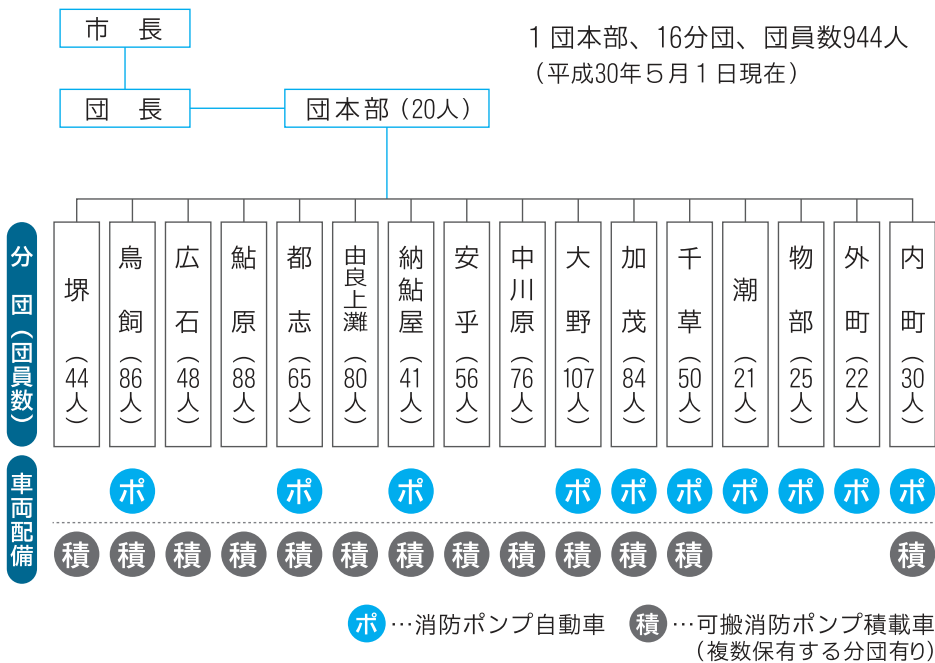 市 長
1団本部、16分団、団員数944人
（平成30年5月1日現在）
団 長
団本部（20人）
分団（団員数）
堺（44人）
鳥飼（86人）
広石（48人）
鮎原（88人）
都志（65人）
由良上灘（80人）
納鮎屋（41人）
安乎（56人）
中川原（76人）
大野（107人）
加茂（84人）
千草（50人）
潮（21人）
物部（25人）
外町（22人）
内町（30人）
車両配備
ポ ポ ポ ポ ポ ポ ポ ポ ポ ポ
積 積 積 積 積 積 積 積 積 積 積 積 積
ポ…消防ポンプ自動車 積…可搬消防ポンプ積載車
（複数保有する分団有り）